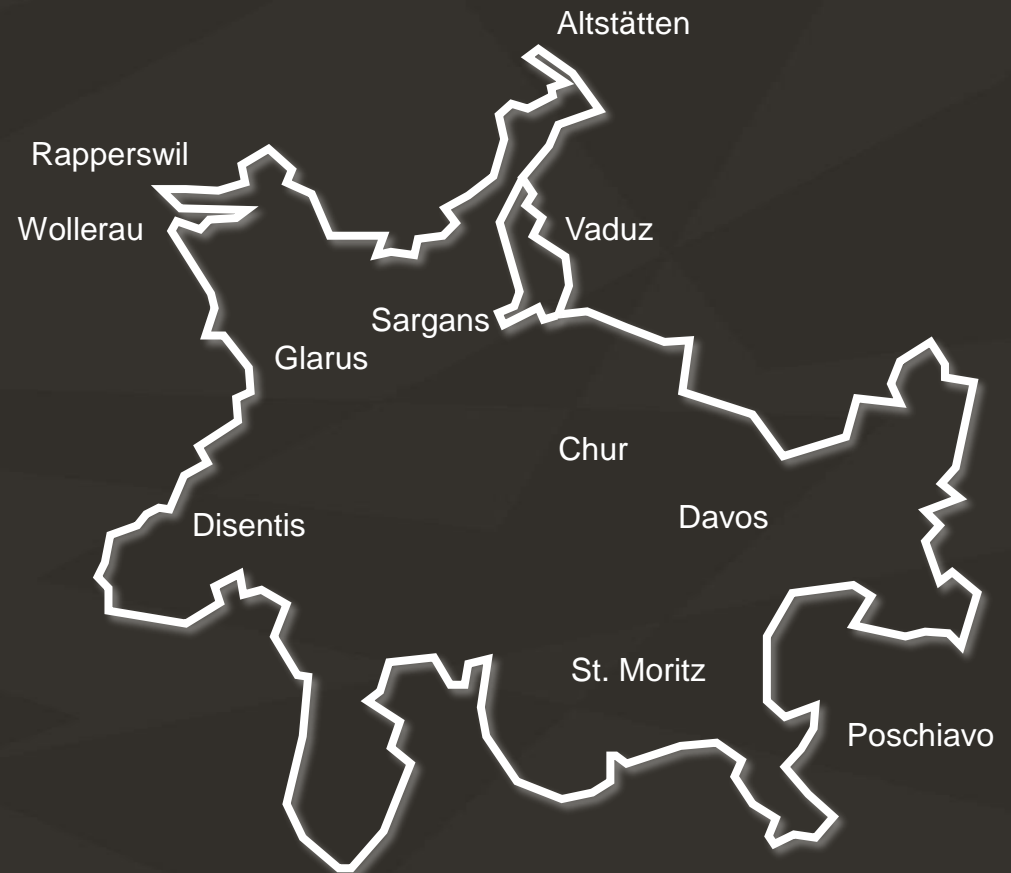 Altstätten
Rapperswil
Wollerau
Vaduz
Sargans
Glarus
Chur
Davos
Disentis
St. Moritz
Poschiavo